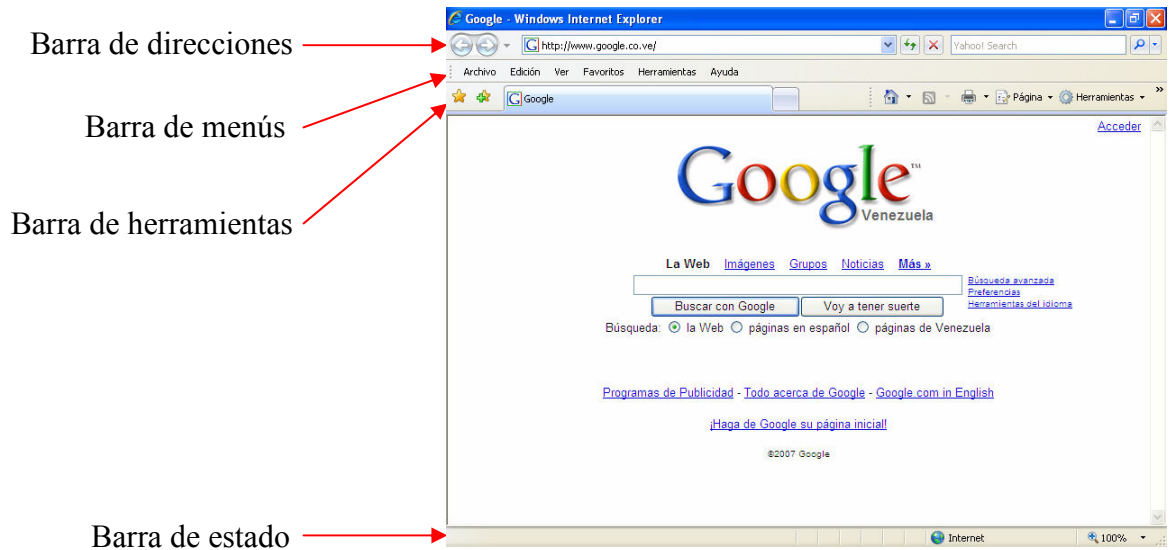 Google - Windows Internet Explorer
Barra de direcciones
http://www.google.co.ve/
Yahoo! Search
Archivo Edición Ver Favoritos Herramientas Ayuda
Google
Página
Herramientas
»
Barra de menús
Acceder
Google™
Venezuela
Barra de herramientas
La Web Imágenes Grupos Noticias Más »
Búsqueda avanzada
Preferencias
Herramientas del idioma
Buscar con Google Voy a tener suerte
Búsqueda: la Web páginas en español páginas de Venezuela
Programas de Publicidad - Todo acerca de Google - Google.com in English
¡Haga de Google su página inicial!
©2007 Google
Barra de estado
Internet
100%